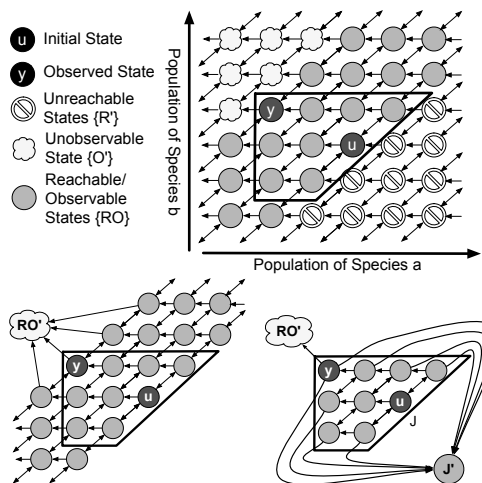 u Initial State
y Observed State
Unreachable
States {R'}
Unobservable
State {O'}
Reachable/
Observable
States {RO}
Population of Species b
y
u
Population of Species a
RO'
y
u
RO'
y
u
J
J'